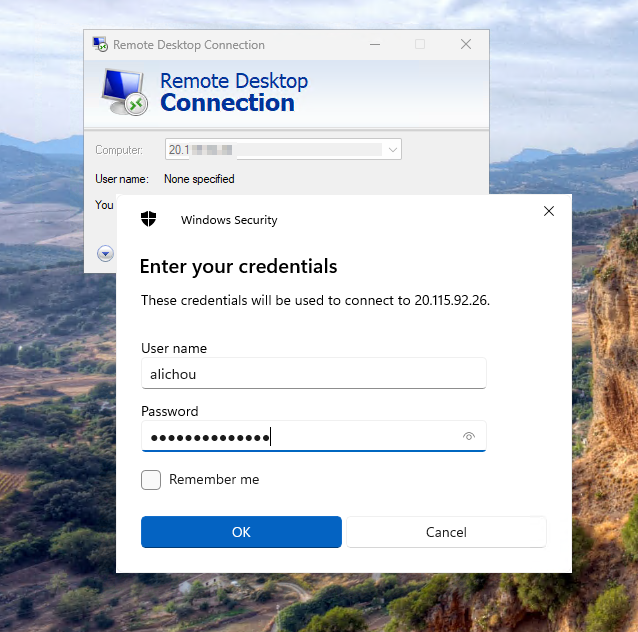 Remote Desktop Connection
Remote Desktop
Connection
Computer:
20.1
User name: None specified
You
Windows Security
Enter your credentials
These credentials will be used to connect to 20.115.92.26.
User name
alichou
Password
●●●●●●●●●●●●●●
Remember me
OK
Cancel